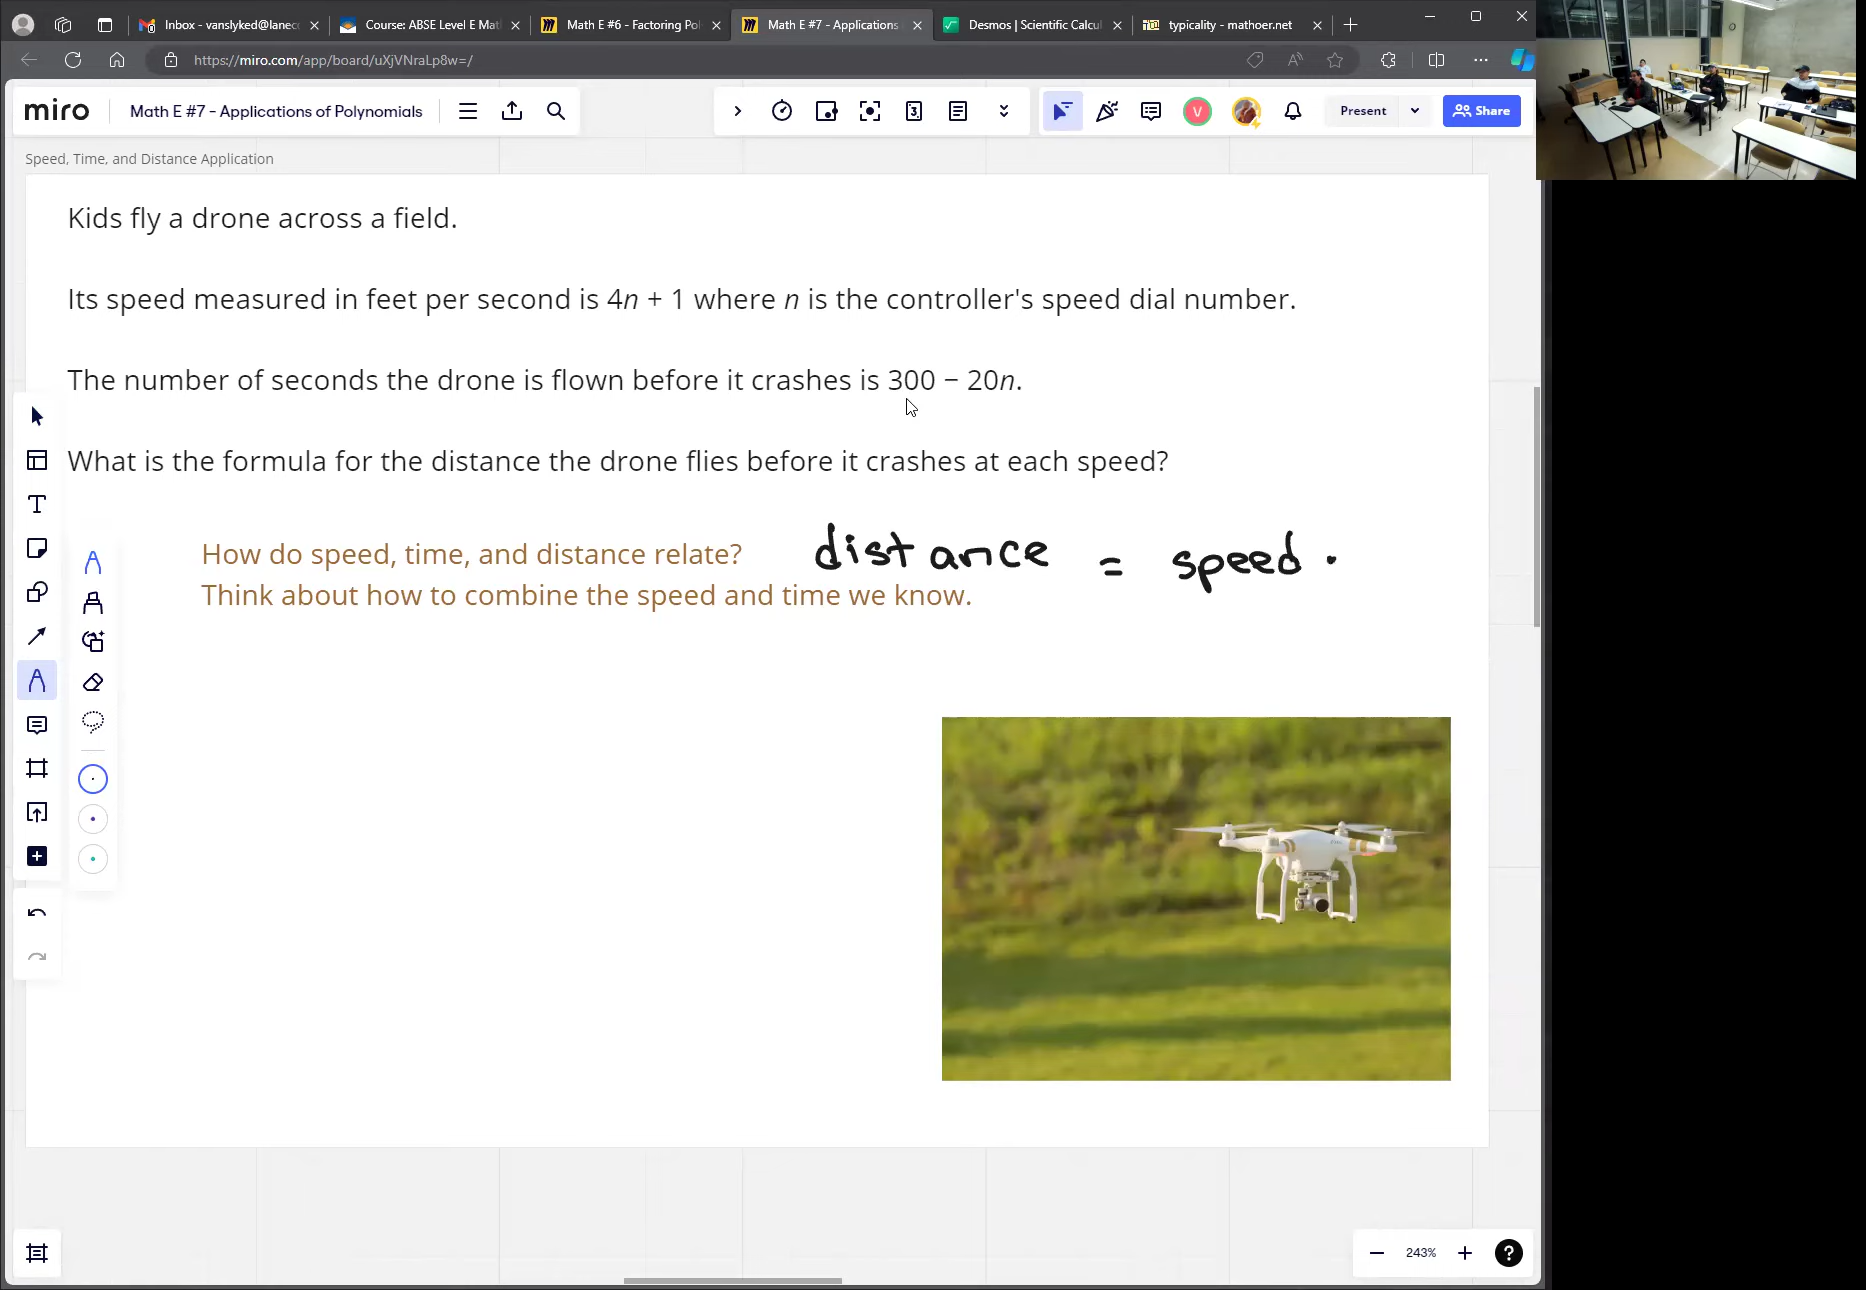 Inbox - vanslyked@lanecc
Course: ABSE Level E Mat
Math E #6 - Factoring Pol
Math E #7 - Applications
Desmos | Scientific Calcul
typicality - mathoer.net
https://miro.com/app/board/uXjVNraLp8w=/
miro
Math E #7 - Applications of Polynomials
V
Present
Share
Speed, Time, and Distance Application
Kids fly a drone across a field.
Its speed measured in feet per second is 4n + 1 where n is the controller's speed dial number.
The number of seconds the drone is flown before it crashes is 300 − 20n.
What is the formula for the distance the drone flies before it crashes at each speed?
How do speed, time, and distance relate?
distance = speed ·
Think about how to combine the speed and time we know.
243%